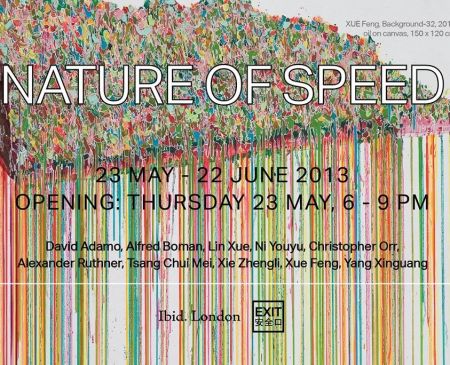 XUE Feng, Background-32, 201
oil on canvas, 150 x 120 c
NATURE OF SPEED
23 MAY - 22 JUNE 2013
OPENING: THURSDAY 23 MAY, 6 - 9 PM
David Adamo, Alfred Boman, Lin Xue, Ni Youyu, Christopher Orr,
Alexander Ruthner, Tsang Chui Mei, Xie Zhengli, Xue Feng, Yang Xinguang
Ibid. London
EXIT
安全口